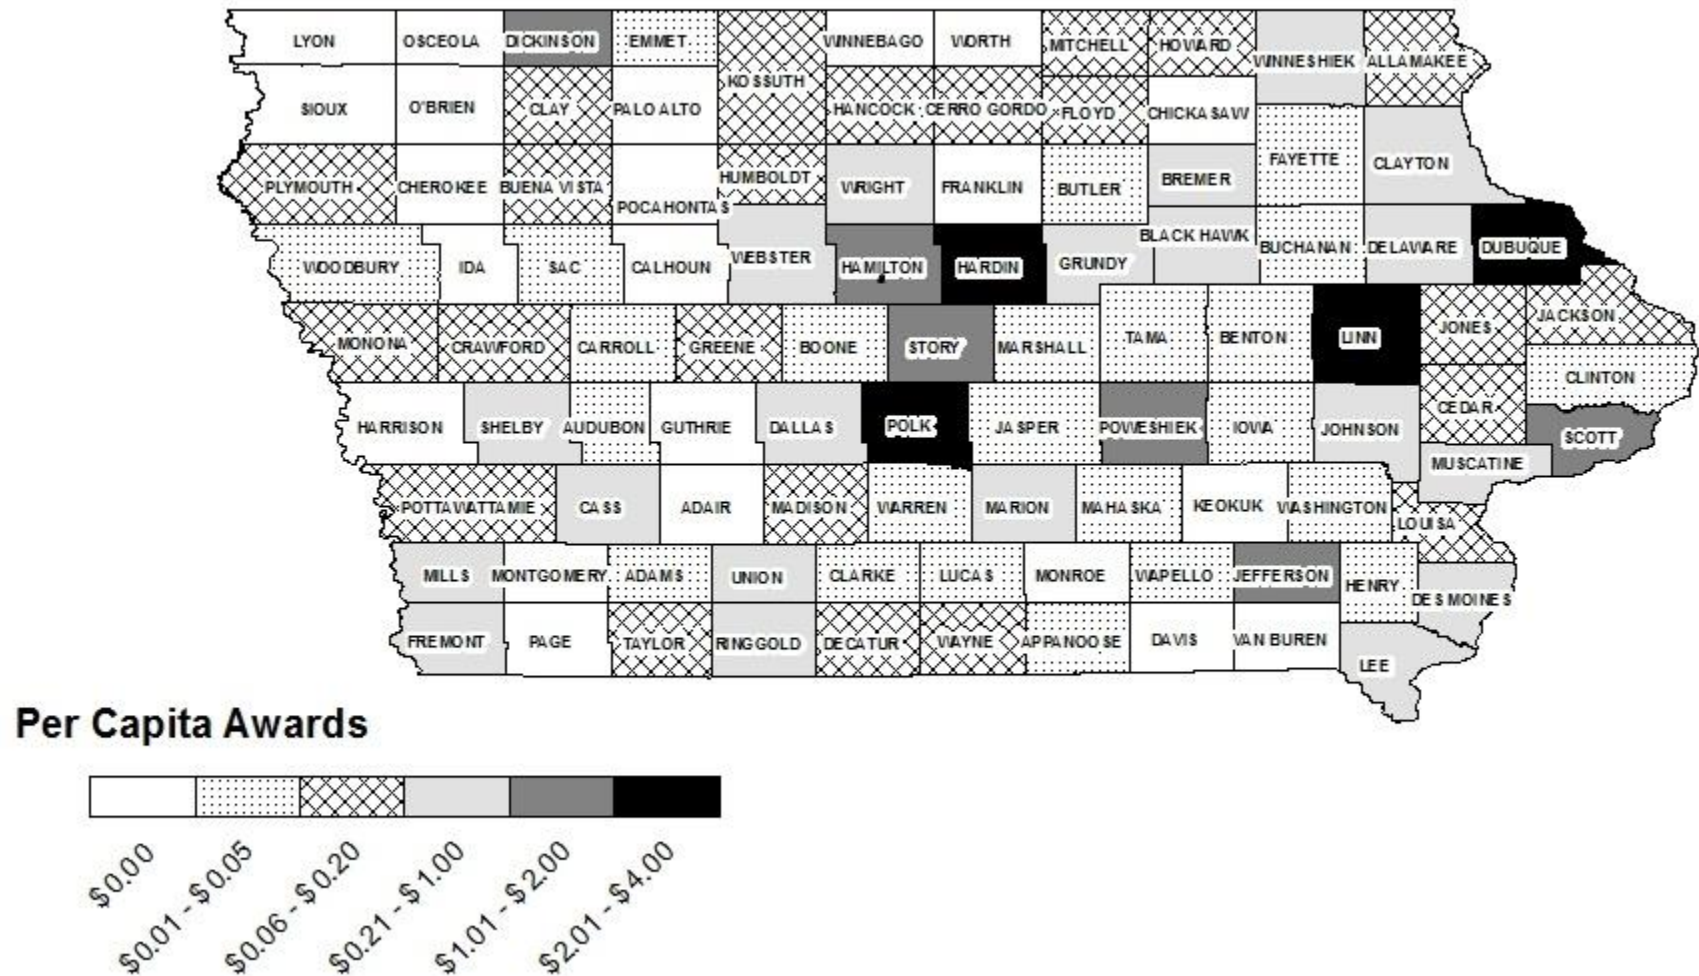 LYON OSCEOLA DICKINSON EMMET WINNEBAGO WORTH MITCHELL HOWARD
KOSSUTH WINNESHIEK ALLAMAKEE
SIOUX O'BRIEN CLAY PALO ALTO HANCOCK CERRO GORDO FLOYD CHICKASAW
PLYMOUTH CHEROKEE BUENA VISTA HUMBOLDT WRIGHT FRANKLIN BUTLER BREMER FAYETTE CLAYTON
POCAHONTAS
WOODBURY IDA SAC CALHOUN WEBSTER HAMILTON HARDIN GRUNDY BLACK HAWK BUCHANAN DELAWARE DUBUQUE
MONONA CRAWFORD CARROLL GREENE BOONE STORY MARSHALL TAMA BENTON LINN JONES JACKSON
CLINTON
HARRISON SHELBY AUDUBON GUTHRIE DALLAS POLK JASPER POWESHIEK IOWA JOHNSON CEDAR SCOTT
MUSCATINE
POTTAWATTAMIE CASS ADAIR MADISON WARREN MARION MAHASKA KEOKUK WASHINGTON LOUISA
MILLS MONTGOMERY ADAMS UNION CLARKE LUCAS MONROE WAPELLO JEFFERSON HENRY DES MOINES
FREMONT PAGE TAYLOR RINGGOLD DECATUR WAYNE APPANOOSE DAVIS VAN BUREN LEE
Per Capita Awards
$0.00
$0.01 - $0.05
$0.06 - $0.20
$0.21 - $1.00
$1.01 - $2.00
$2.01 - $4.00